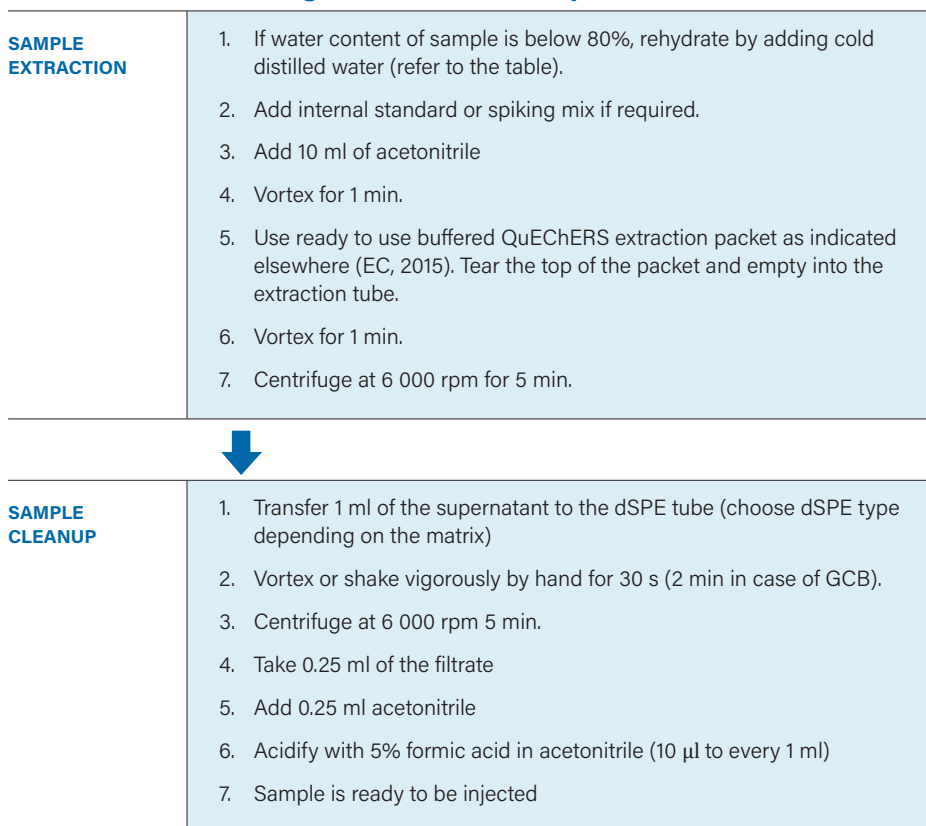 SAMPLE
EXTRACTION
1. If water content of sample is below 80%, rehydrate by adding cold
distilled water (refer to the table).
2. Add internal standard or spiking mix if required.
3. Add 10 ml of acetonitrile
4. Vortex for 1 min.
5. Use ready to use buffered QuEChERS extraction packet as indicated
elsewhere (EC, 2015). Tear the top of the packet and empty into the
extraction tube.
6. Vortex for 1 min.
7. Centrifuge at 6 000 rpm for 5 min.
SAMPLE
CLEANUP
1. Transfer 1 ml of the supernatant to the dSPE tube (choose dSPE type
depending on the matrix)
2. Vortex or shake vigorously by hand for 30 s (2 min in case of GCB).
3. Centrifuge at 6 000 rpm 5 min.
4. Take 0.25 ml of the filtrate
5. Add 0.25 ml acetonitrile
6. Acidify with 5% formic acid in acetonitrile (10 μl to every 1 ml)
7. Sample is ready to be injected